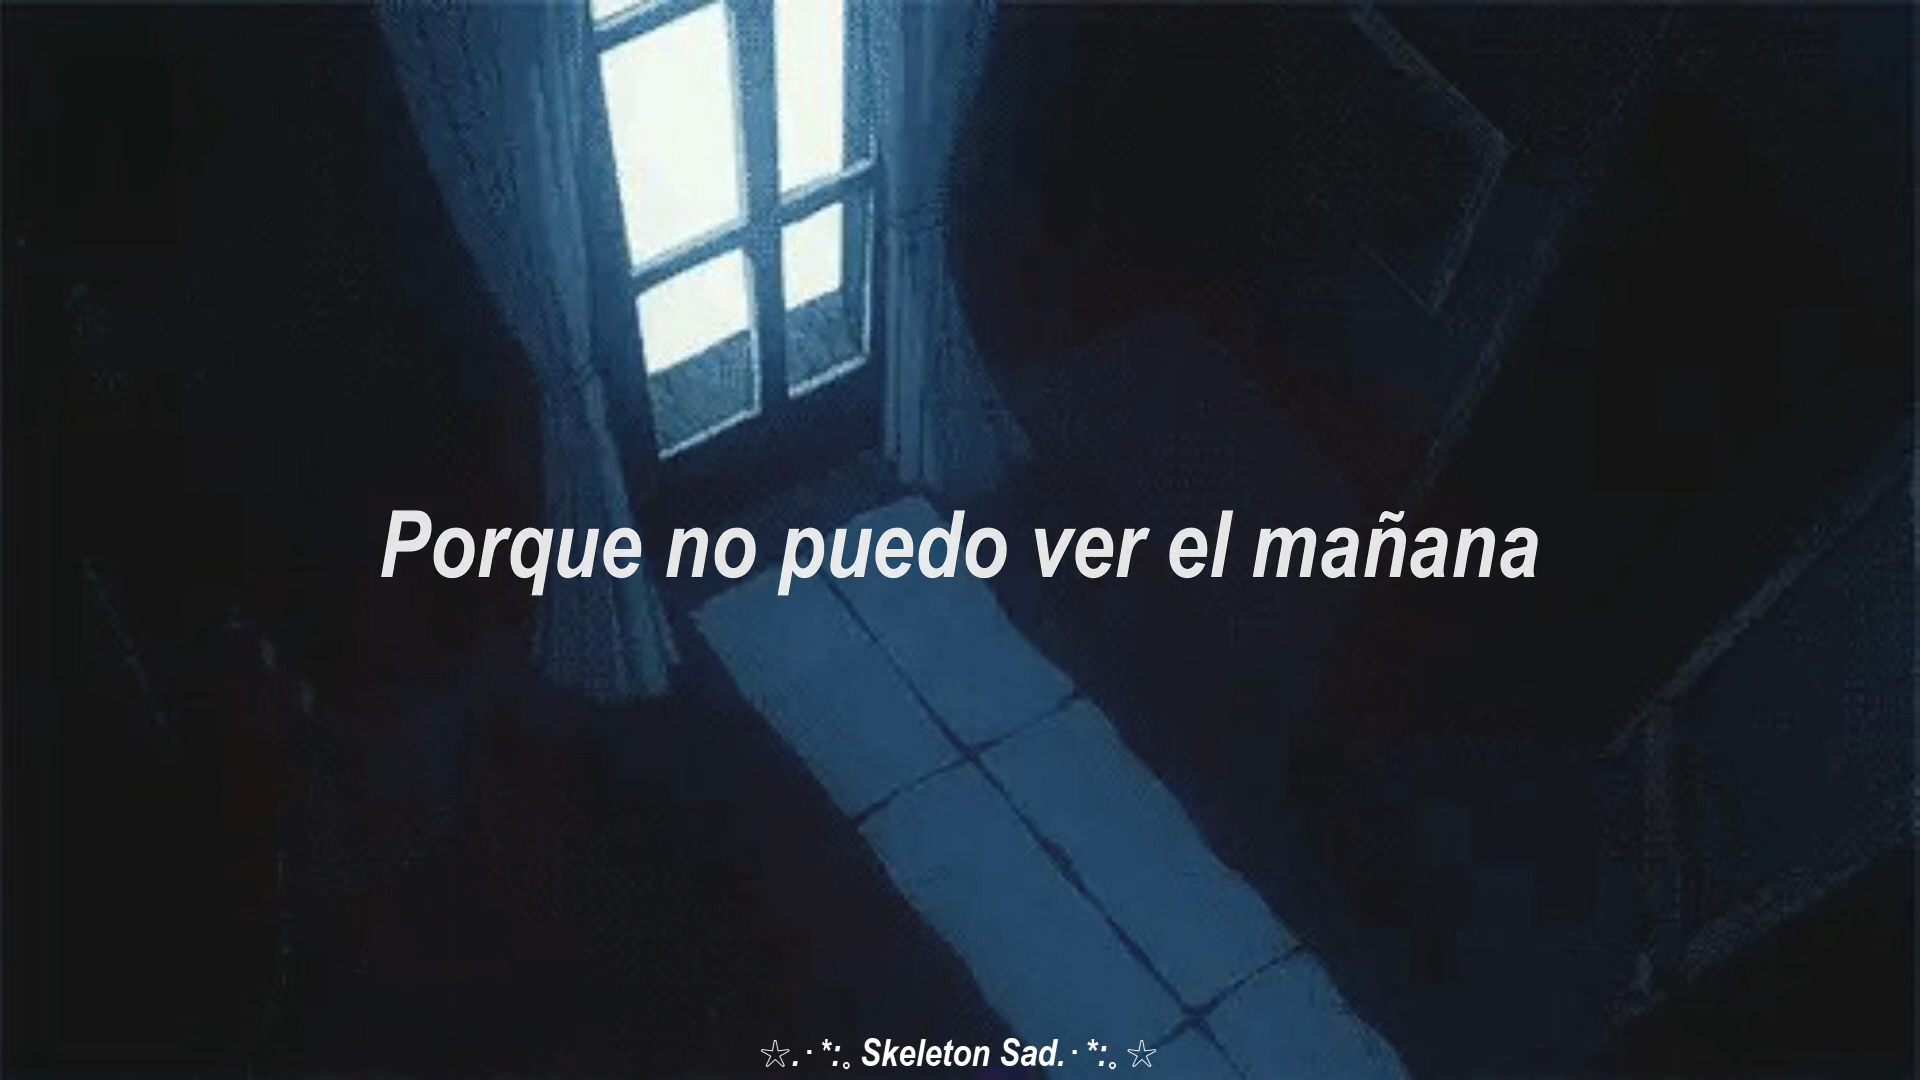 Porque no puedo ver el mañana
☆.·*:｡Skeleton Sad.·*:｡☆